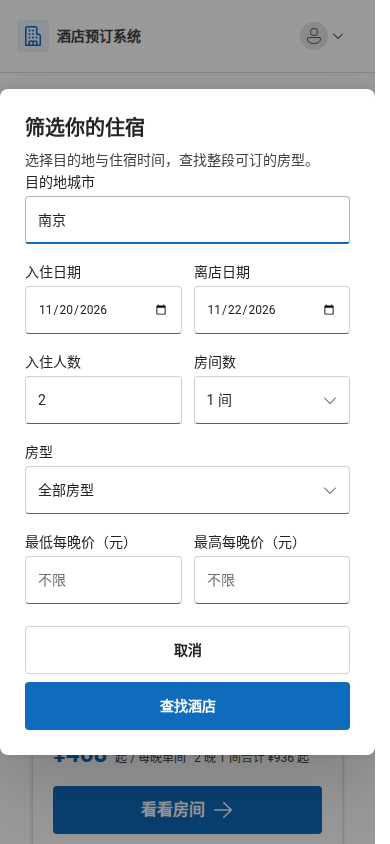 酒店预订系统
筛选你的住宿
选择目的地与住宿时间，查找整段可订的房型。
目的地城市
南京
入住日期
离店日期
11/20/2026
11/22/2026
入住人数
房间数
2
1 间
房型
全部房型
最低每晚价（元）
最高每晚价（元）
不限
不限
取消
查找酒店
起 / 每晚单间 2 晚 1 间合计 ¥936 起
看看房间